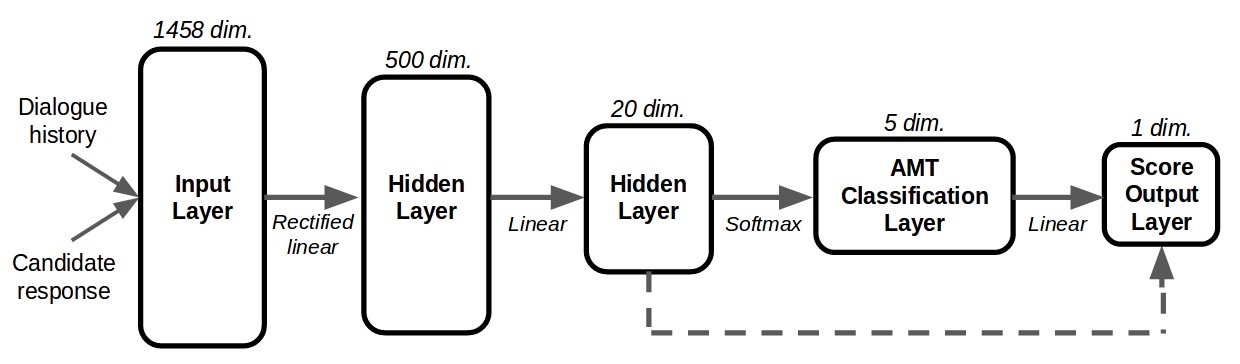 1458 dim.
500 dim.
20 dim.
5 dim.
1 dim.
Dialogue
history
Candidate
response
Input
Layer
Rectified
linear
Hidden
Layer
Linear
Hidden
Layer
Softmax
AMT
Classification
Layer
Linear
Score
Output
Layer